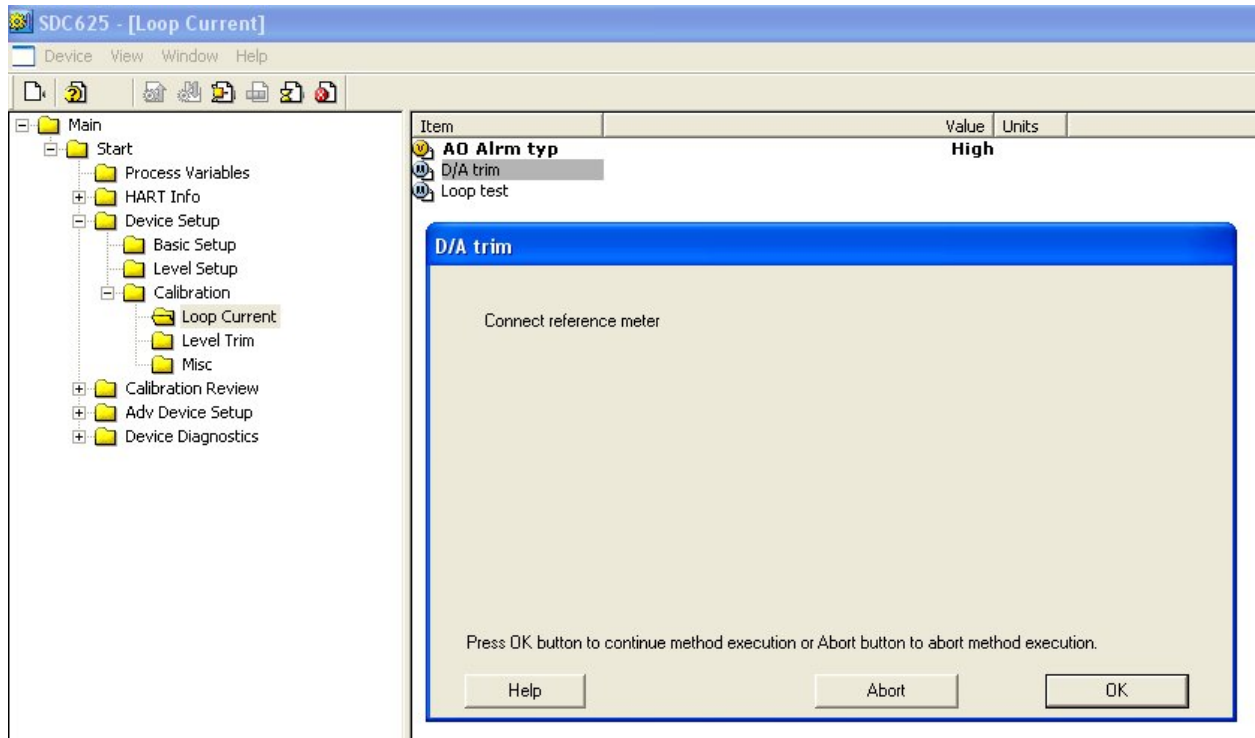 SDC625 - [Loop Current]
Device View Window Help
Main
Start
Process Variables
HART Info
Device Setup
Basic Setup
Level Setup
Calibration
Loop Current
Level Trim
Misc
Calibration Review
Adv Device Setup
Device Diagnostics
Item Value Units
AO Alrm typ High
D/A trim
Loop test
D/A trim
Connect reference meter
Press OK button to continue method execution or Abort button to abort method execution.
Help Abort OK